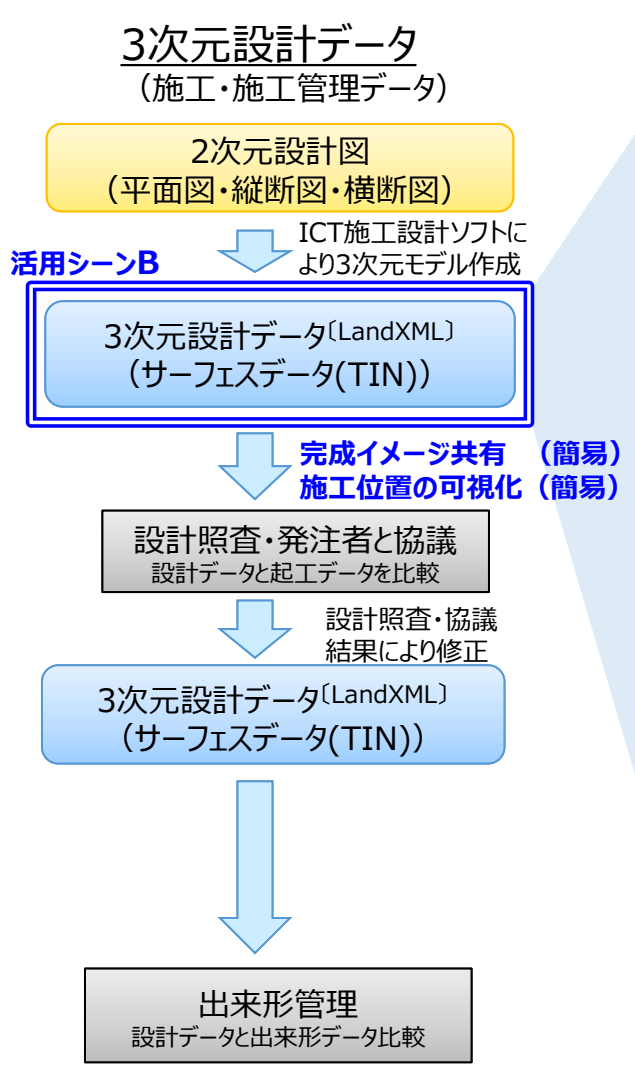 3次元設計データ
（施工・施工管理データ）
2次元設計図
（平面図・縦断図・横断図）
ICT施工設計ソフトに
より3次元モデル作成
活用シーンB
3次元設計データ〔LandXML〕
（サーフェスデータ(TIN)）
完成イメージ共有　（簡易）
施工位置の可視化（簡易）
設計照査・発注者と協議
設計データと起工データを比較
設計照査・協議
結果により修正
3次元設計データ〔LandXML〕
（サーフェスデータ(TIN)）
出来形管理
設計データと出来形データ比較